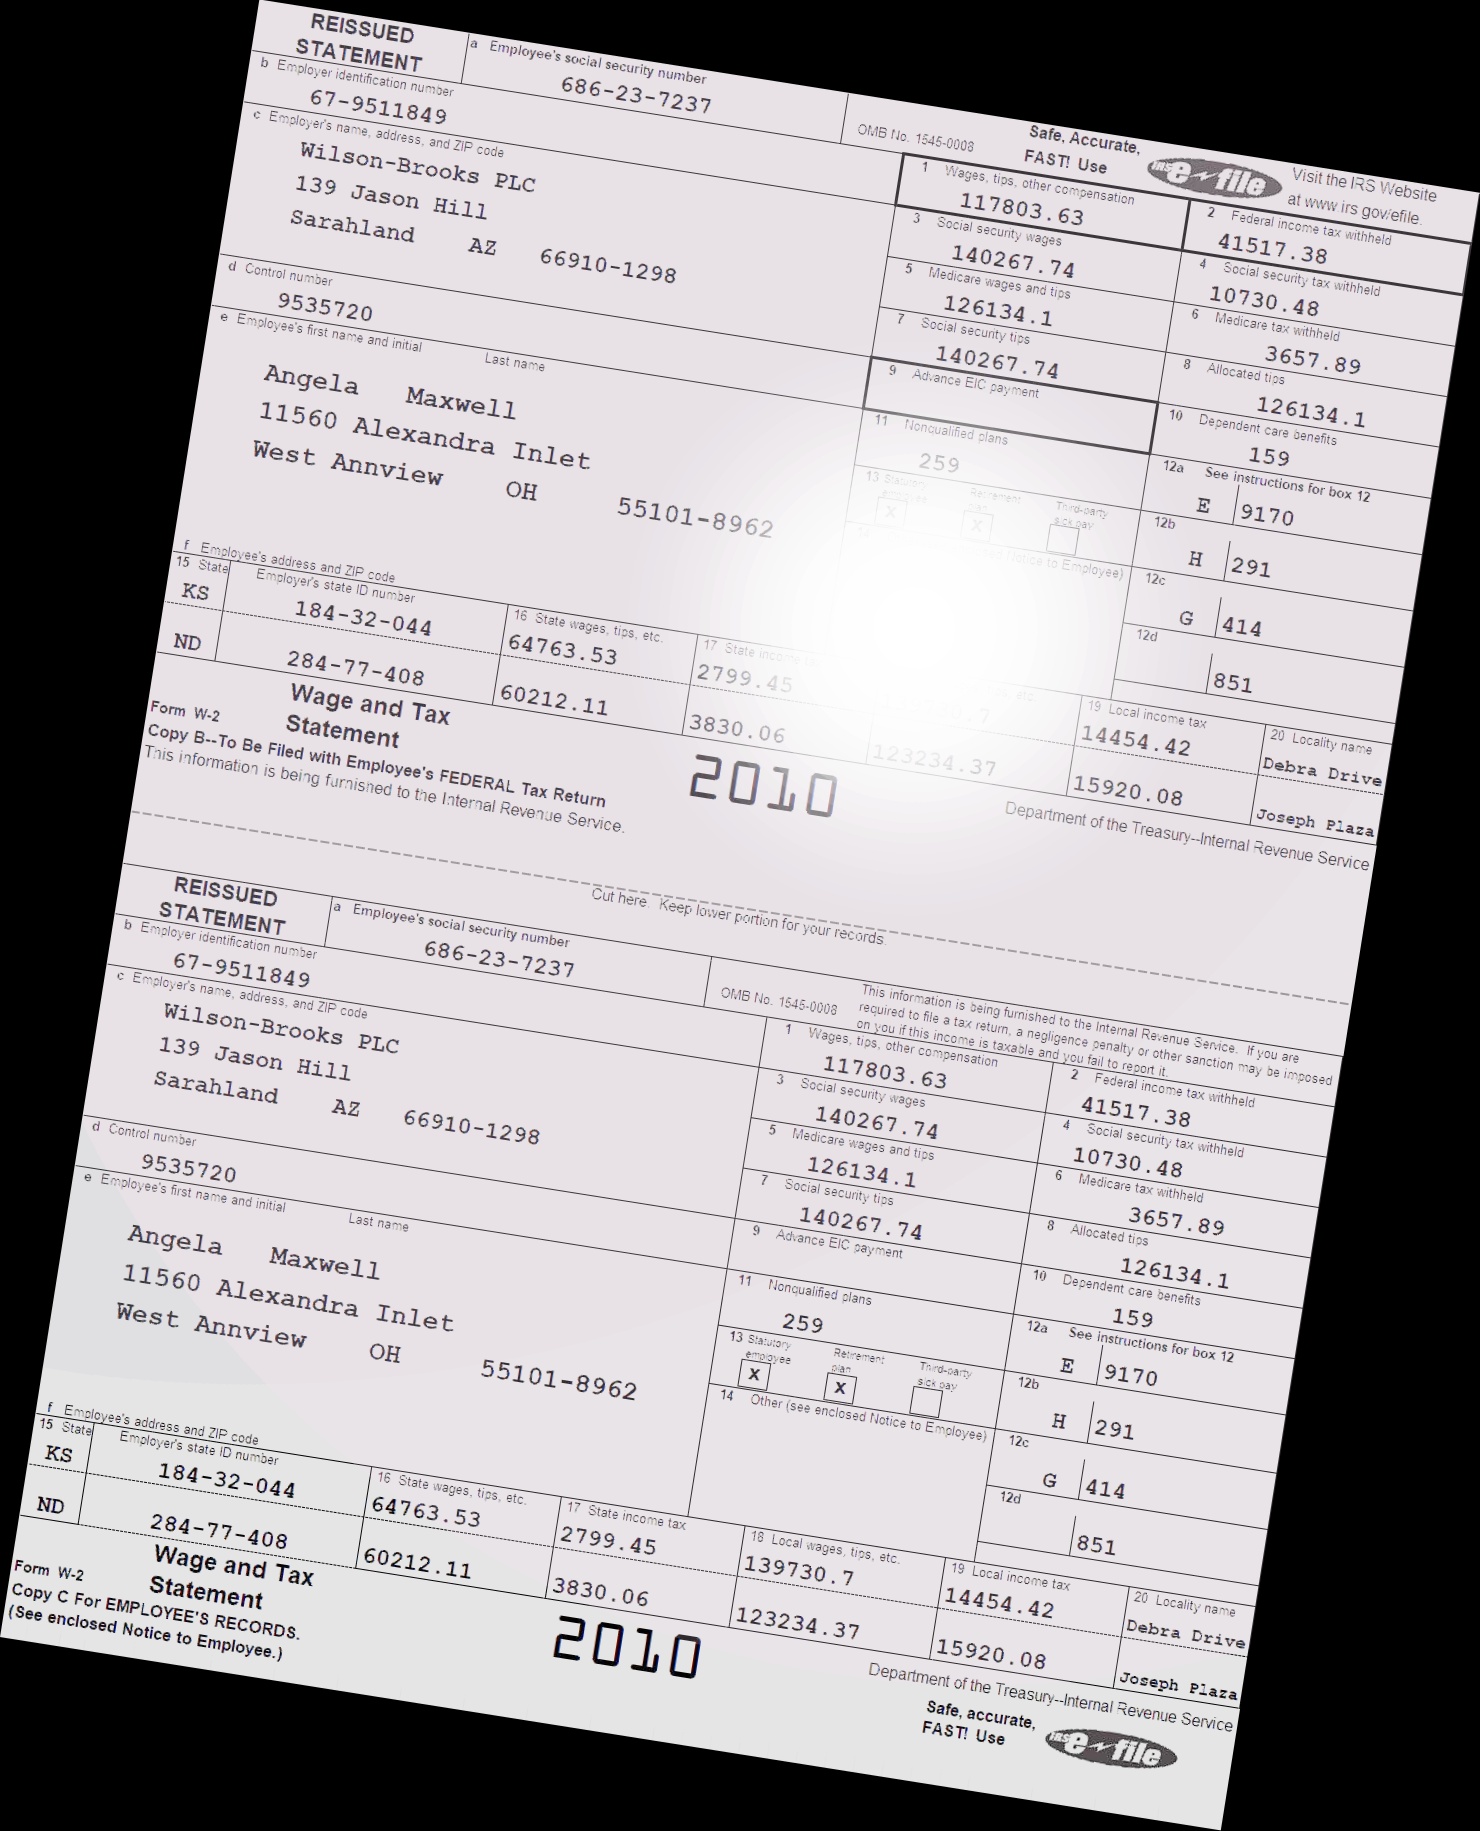 REISSUED
STATEMENT
a Employee's social security number
686-23-7237
OMB No. 1545-0008
Safe, Accurate,
FAST! Use
IRS e-file
Visit the IRS Website
at www.irs.gov/efile.
b Employer identification number
67-9511849
c Employer's name, address, and ZIP code
Wilson-Brooks PLC
139 Jason Hill
Sarahland AZ 66910-1298
1 Wages, tips, other compensation
117803.63
2 Federal income tax withheld
41517.38
3 Social security wages
140267.74
4 Social security tax withheld
10730.48
5 Medicare wages and tips
126134.1
6 Medicare tax withheld
3657.89
d Control number
9535720
7 Social security tips
140267.74
8 Allocated tips
126134.1
e Employee's first name and initial Last name
Angela Maxwell
11560 Alexandra Inlet
West Annview OH 55101-8962
9 Advance EIC payment
10 Dependent care benefits
159
11 Nonqualified plans
259
12a See instructions for box 12
E 9170
13 Statutory employee
X
Retirement plan
X
Third-party sick pay
12b
H 291
Notice to Employee)
12c
G 414
12d
851
f Employee's address and ZIP code
15 State Employer's state ID number
KS 184-32-044
ND 284-77-408
16 State wages, tips, etc.
64763.53
60212.11
17 State income
2799.45
3830.06
123234.37
19 Local income tax
14454.42
15920.08
20 Locality name
Debra Drive
Joseph Plaza
Form W-2
Wage and Tax
Statement
2010
Copy B--To Be Filed with Employee's FEDERAL Tax Return
This information is being furnished to the Internal Revenue Service.
Department of the Treasury--Internal Revenue Service
Cut here. Keep lower portion for your records.
REISSUED
STATEMENT
a Employee's social security number
686-23-7237
OMB No. 1545-0008
This information is being furnished to the Internal Revenue Service. If you are
required to file a tax return, a negligence penalty or other sanction may be imposed
on you if this income is taxable and you fail to report it.
b Employer identification number
67-9511849
c Employer's name, address, and ZIP code
Wilson-Brooks PLC
139 Jason Hill
Sarahland AZ 66910-1298
1 Wages, tips, other compensation
117803.63
2 Federal income tax withheld
41517.38
3 Social security wages
140267.74
4 Social security tax withheld
10730.48
5 Medicare wages and tips
126134.1
6 Medicare tax withheld
3657.89
d Control number
9535720
7 Social security tips
140267.74
8 Allocated tips
126134.1
e Employee's first name and initial Last name
Angela Maxwell
11560 Alexandra Inlet
West Annview OH 55101-8962
9 Advance EIC payment
10 Dependent care benefits
159
11 Nonqualified plans
259
12a See instructions for box 12
E 9170
13 Statutory employee
X
Retirement plan
X
Third-party sick pay
12b
H 291
14 Other (see enclosed Notice to Employee)
12c
G 414
12d
851
f Employee's address and ZIP code
15 State Employer's state ID number
KS 184-32-044
ND 284-77-408
16 State wages, tips, etc.
64763.53
60212.11
17 State income tax
2799.45
3830.06
18 Local wages, tips, etc.
139730.7
123234.37
19 Local income tax
14454.42
15920.08
20 Locality name
Debra Drive
Joseph Plaza
Form W-2
Wage and Tax
Statement
2010
Copy C For EMPLOYEE'S RECORDS.
(See enclosed Notice to Employee.)
Department of the Treasury--Internal Revenue Service
Safe, accurate,
FAST! Use
IRS e-file